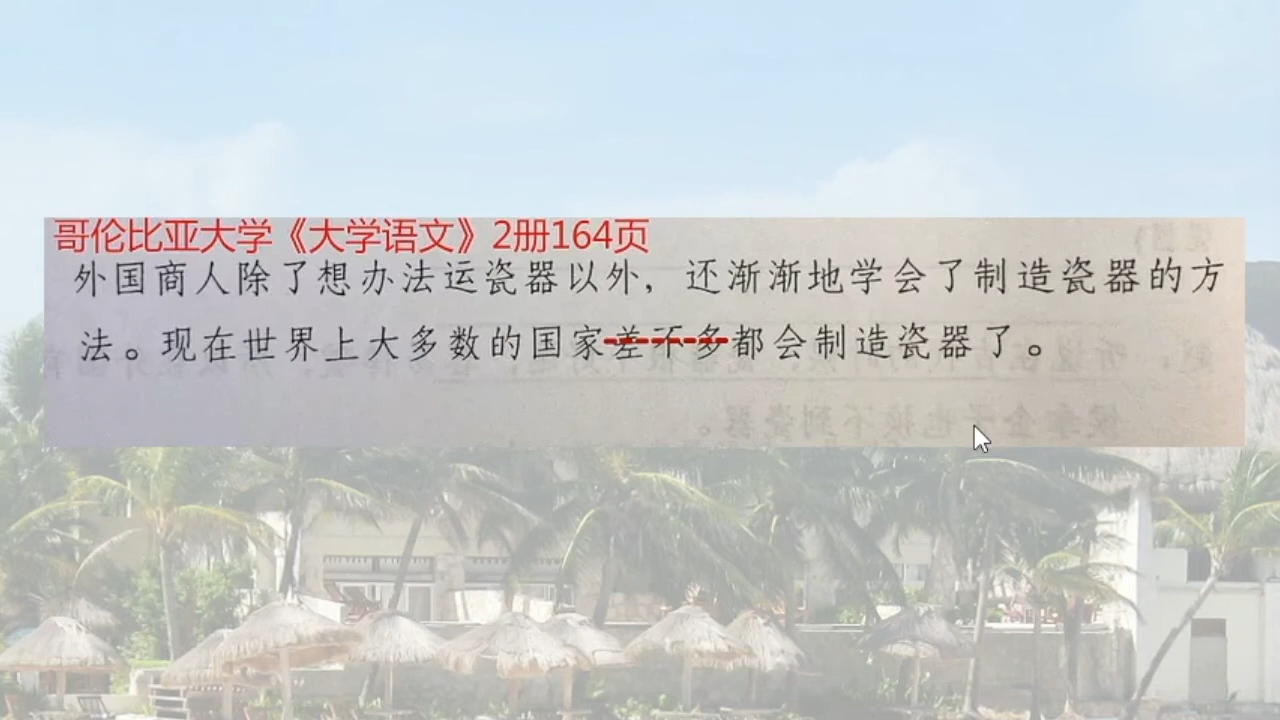 哥伦比亚大学《大学语文》2册164页
外国商人除了想办法运瓷器以外，还渐渐地学会了制造瓷器的方
法。现在世界上大多数的国家差不多都会制造瓷器了。